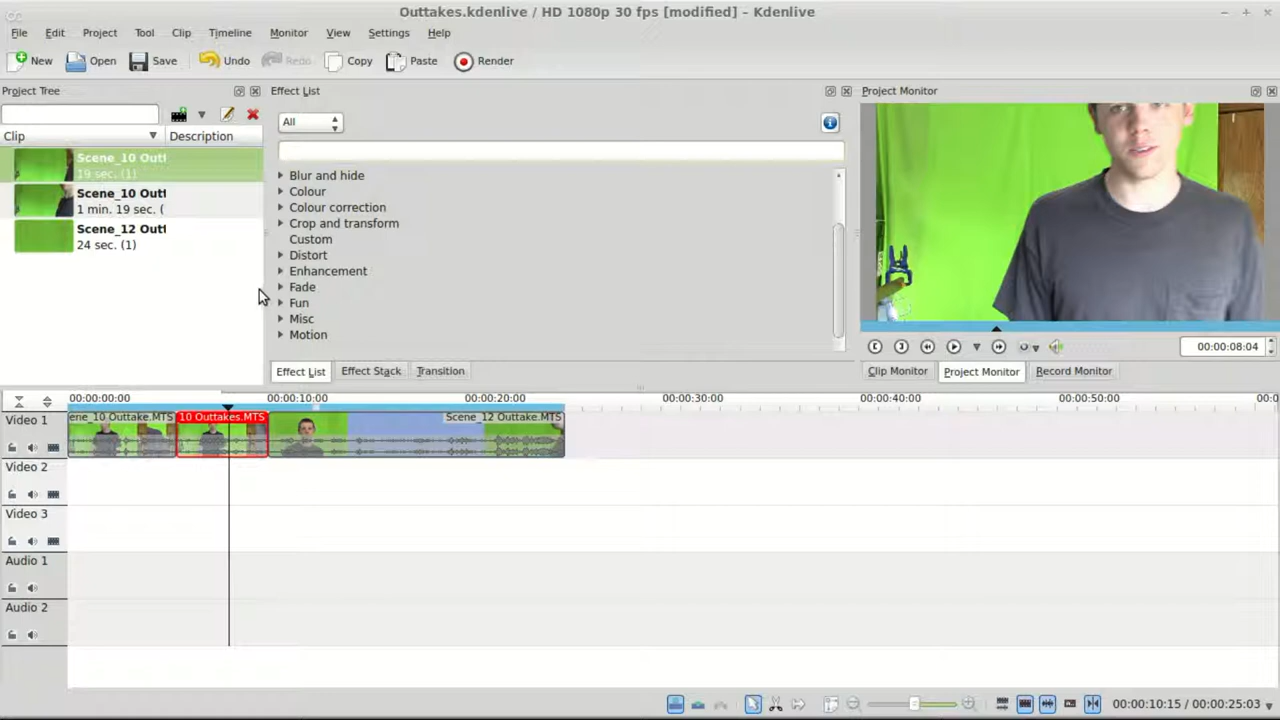 Outtakes.kdenlive / HD 1080p 30 fps [modified] – Kdenlive
File Edit Project Tool Clip Timeline Monitor View Settings Help
New Open Save Undo Redo Copy Paste Render
Project Tree
Effect List
Project Monitor
All
Clip Description
Scene_10 Outt
19 sec. (1)
Scene_10 Outt
1 min. 19 sec. (
Scene_12 Outt
24 sec. (1)
Blur and hide
Colour
Colour correction
Crop and transform
Custom
Distort
Enhancement
Fade
Fun
Misc
Motion
00:00:08:04
Effect List Effect Stack Transition
Clip Monitor Project Monitor Record Monitor
00:00:00:00 00:00:10:00 00:00:20:00 00:00:30:00 00:00:40:00 00:00:50:00 00:0
Video 1
ene_10 Outtake.MTS 10 Outtakes.MTS Scene_12 Outtake.MTS
Video 2
Video 3
Audio 1
Audio 2
00:00:10:15 / 00:00:25:03